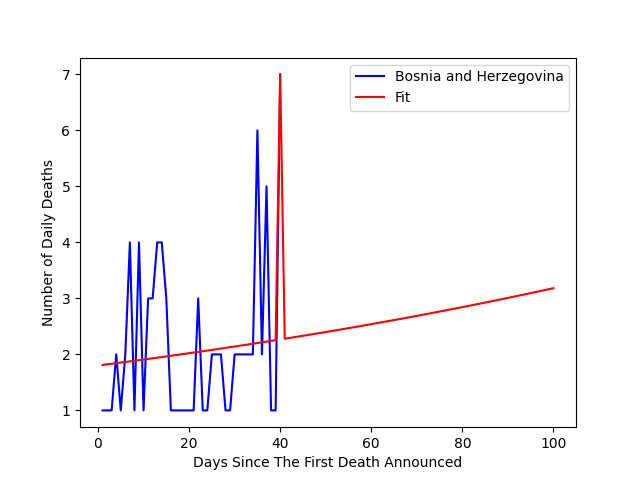 Bosnia and Herzegovina
Fit
Number of Daily Deaths
7
6
5
4
3
2
1
0 20 40 60 80 100
Days Since The First Death Announced